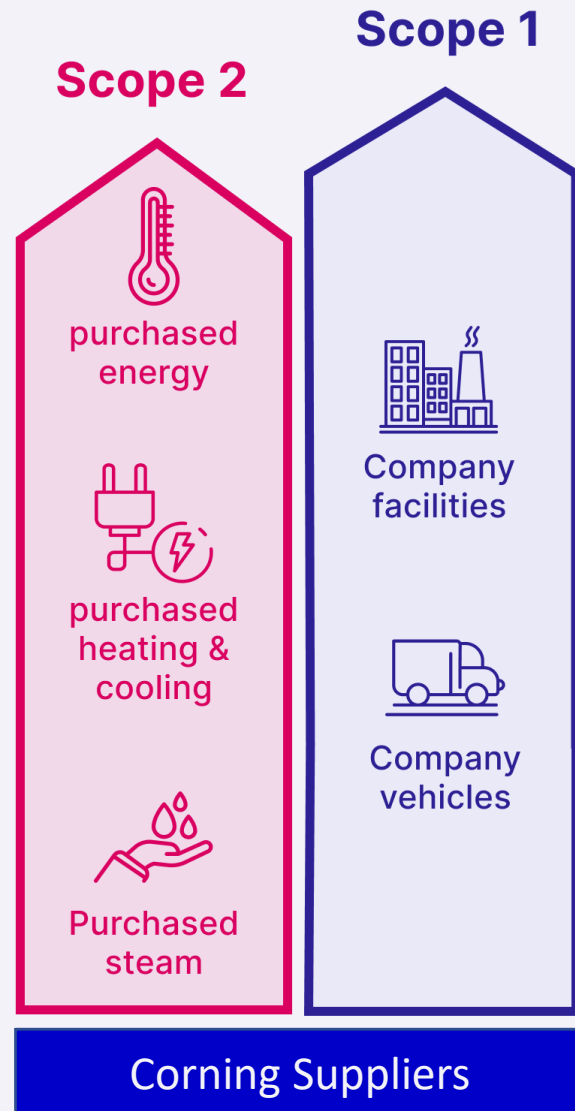 Scope 2
purchased
energy
purchased
heating &
cooling
Purchased
steam
Scope 1
Company
facilities
Company
vehicles
Corning Suppliers